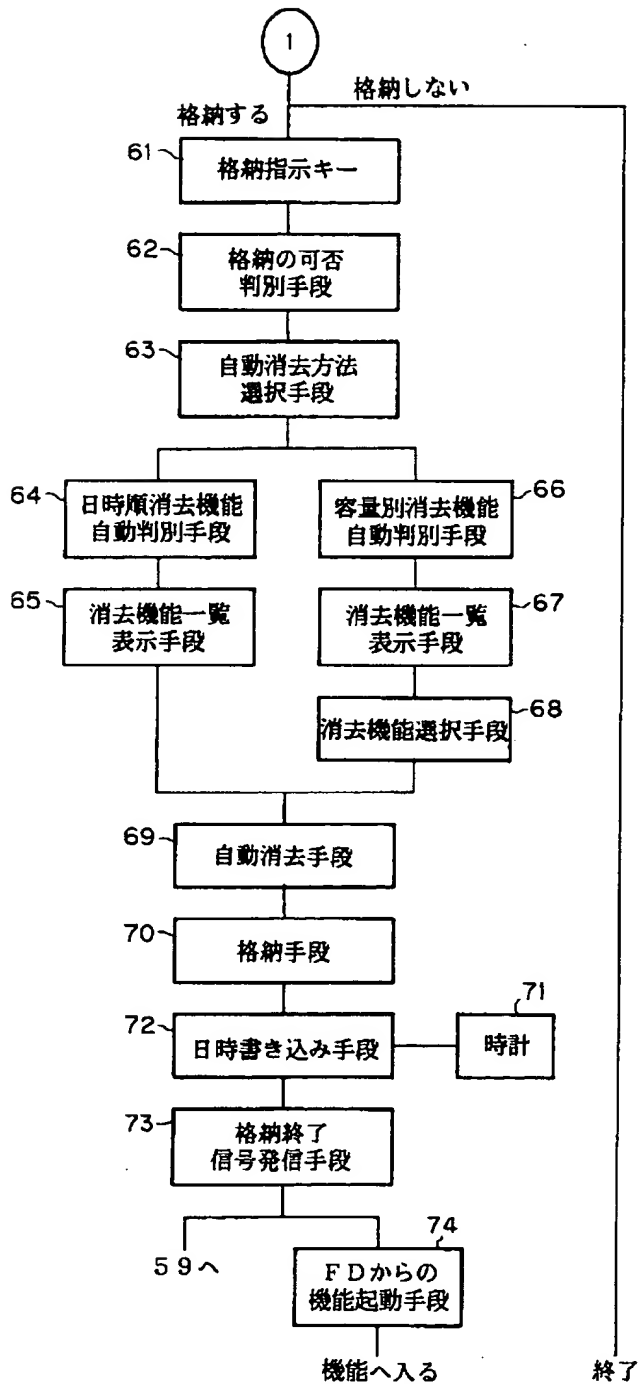 1
格納しない
格納する
61
格納指示キー
62
格納の可否
判別手段
63
自動消去方法
選択手段
64
日時順消去機能
自動判別手段
66
容量別消去機能
自動判別手段
65
消去機能一覧
表示手段
67
消去機能一覧
表示手段
68
消去機能選択手段
69
自動消去手段
70
格納手段
71
時計
72
日時書き込み手段
73
格納終了
信号発信手段
59へ
74
FDからの
機能起動手段
機能へ入る
終了